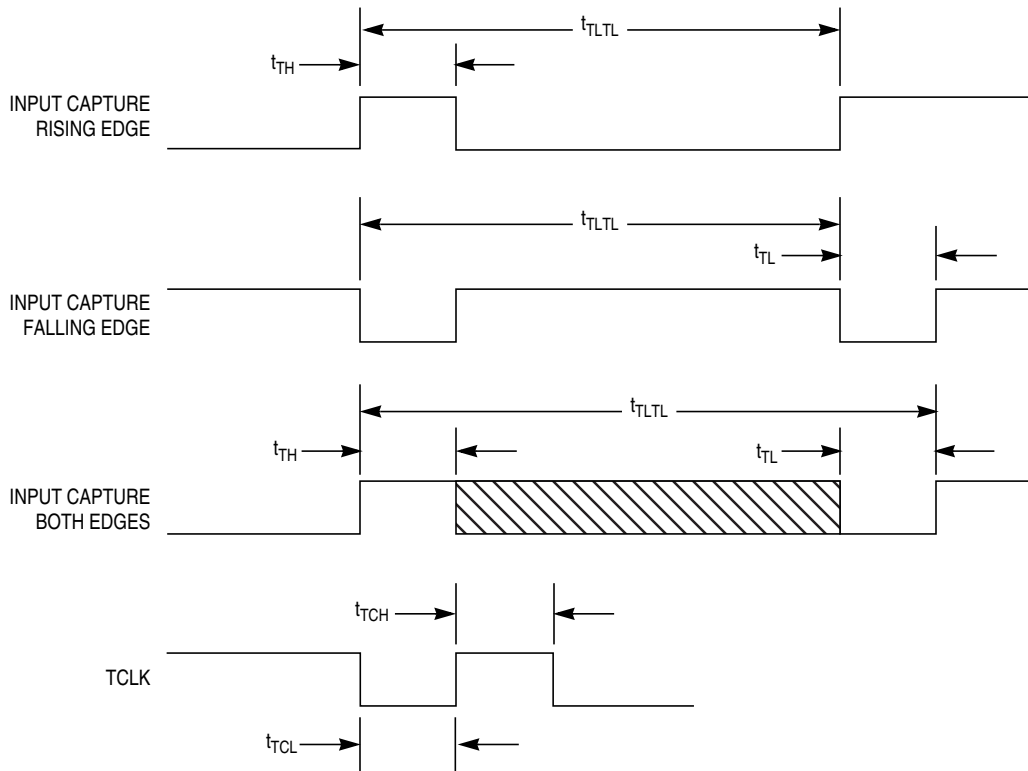 tTLTL
tTH
INPUT CAPTURE
RISING EDGE
tTLTL
tTL
INPUT CAPTURE
FALLING EDGE
tTLTL
tTH
tTL
INPUT CAPTURE
BOTH EDGES
tTCH
TCLK
tTCL